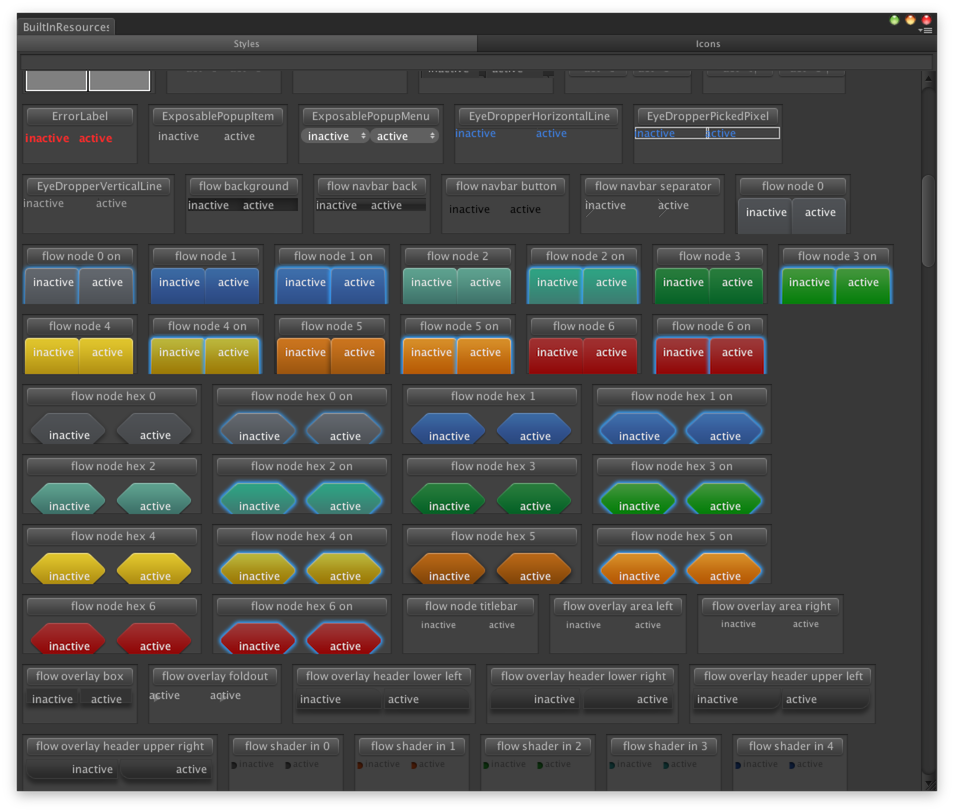 BuiltInResources
Styles Icons
inactive active
ErrorLabel ExposablePopupItem ExposablePopupMenu EyeDropperHorizontalLine EyeDropperPickedPixel
inactive active inactive active inactive active inactive active inactive active
EyeDropperVerticalLine flow background flow navbar back flow navbar button flow navbar separator flow node 0
inactive active inactive active inactive active inactive active inactive active inactive active
flow node 0 on flow node 1 flow node 1 on flow node 2 flow node 2 on flow node 3 flow node 3 on
inactive active inactive active inactive active inactive active inactive active inactive active inactive active
flow node 4 flow node 4 on flow node 5 flow node 5 on flow node 6 flow node 6 on
inactive active inactive active inactive active inactive active inactive active inactive active
flow node hex 0 flow node hex 0 on flow node hex 1 flow node hex 1 on
inactive active inactive active inactive active inactive active
flow node hex 2 flow node hex 2 on flow node hex 3 flow node hex 3 on
inactive active inactive active inactive active inactive active
flow node hex 4 flow node hex 4 on flow node hex 5 flow node hex 5 on
inactive active inactive active inactive active inactive active
flow node hex 6 flow node hex 6 on flow node titlebar flow overlay area left flow overlay area right
inactive active inactive active inactive active inactive active inactive active
flow overlay box flow overlay foldout flow overlay header lower left flow overlay header lower right flow overlay header upper left
inactive active active active inactive active inactive active inactive active
flow overlay header upper right flow shader in 0 flow shader in 1 flow shader in 2 flow shader in 3 flow shader in 4
inactive active inactive active inactive active inactive active inactive active inactive active